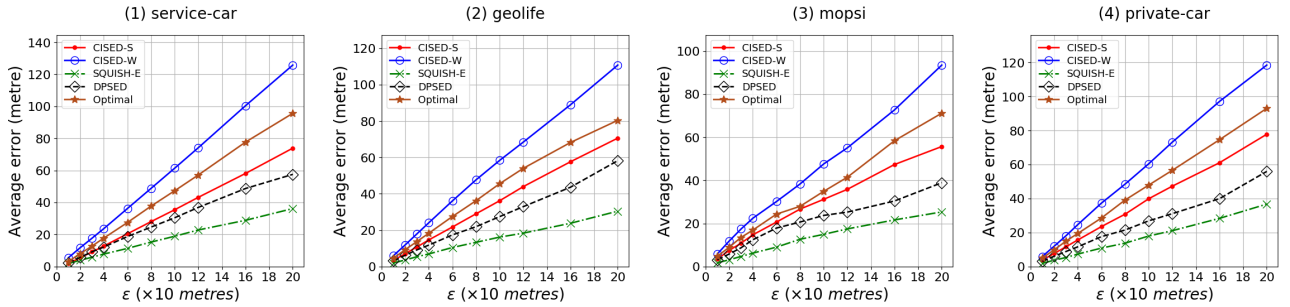 (1) service-car
Average error (metre)
140
120
100
80
60
40
20
0
CISED-S
CISED-W
SQUISH-E
DPSED
Optimal
0 2 4 6 8 10 12 14 16 18 20
ε (×10 metres)
(2) geolife
Average error (metre)
120
100
80
60
40
20
0
CISED-S
CISED-W
SQUISH-E
DPSED
Optimal
0 2 4 6 8 10 12 14 16 18 20
ε (×10 metres)
(3) mopsi
Average error (metre)
100
80
60
40
20
0
CISED-S
CISED-W
SQUISH-E
DPSED
Optimal
0 2 4 6 8 10 12 14 16 18 20
ε (×10 metres)
(4) private-car
Average error (metre)
120
100
80
60
40
20
0
CISED-S
CISED-W
SQUISH-E
DPSED
Optimal
0 2 4 6 8 10 12 14 16 18 20
ε (×10 metres)